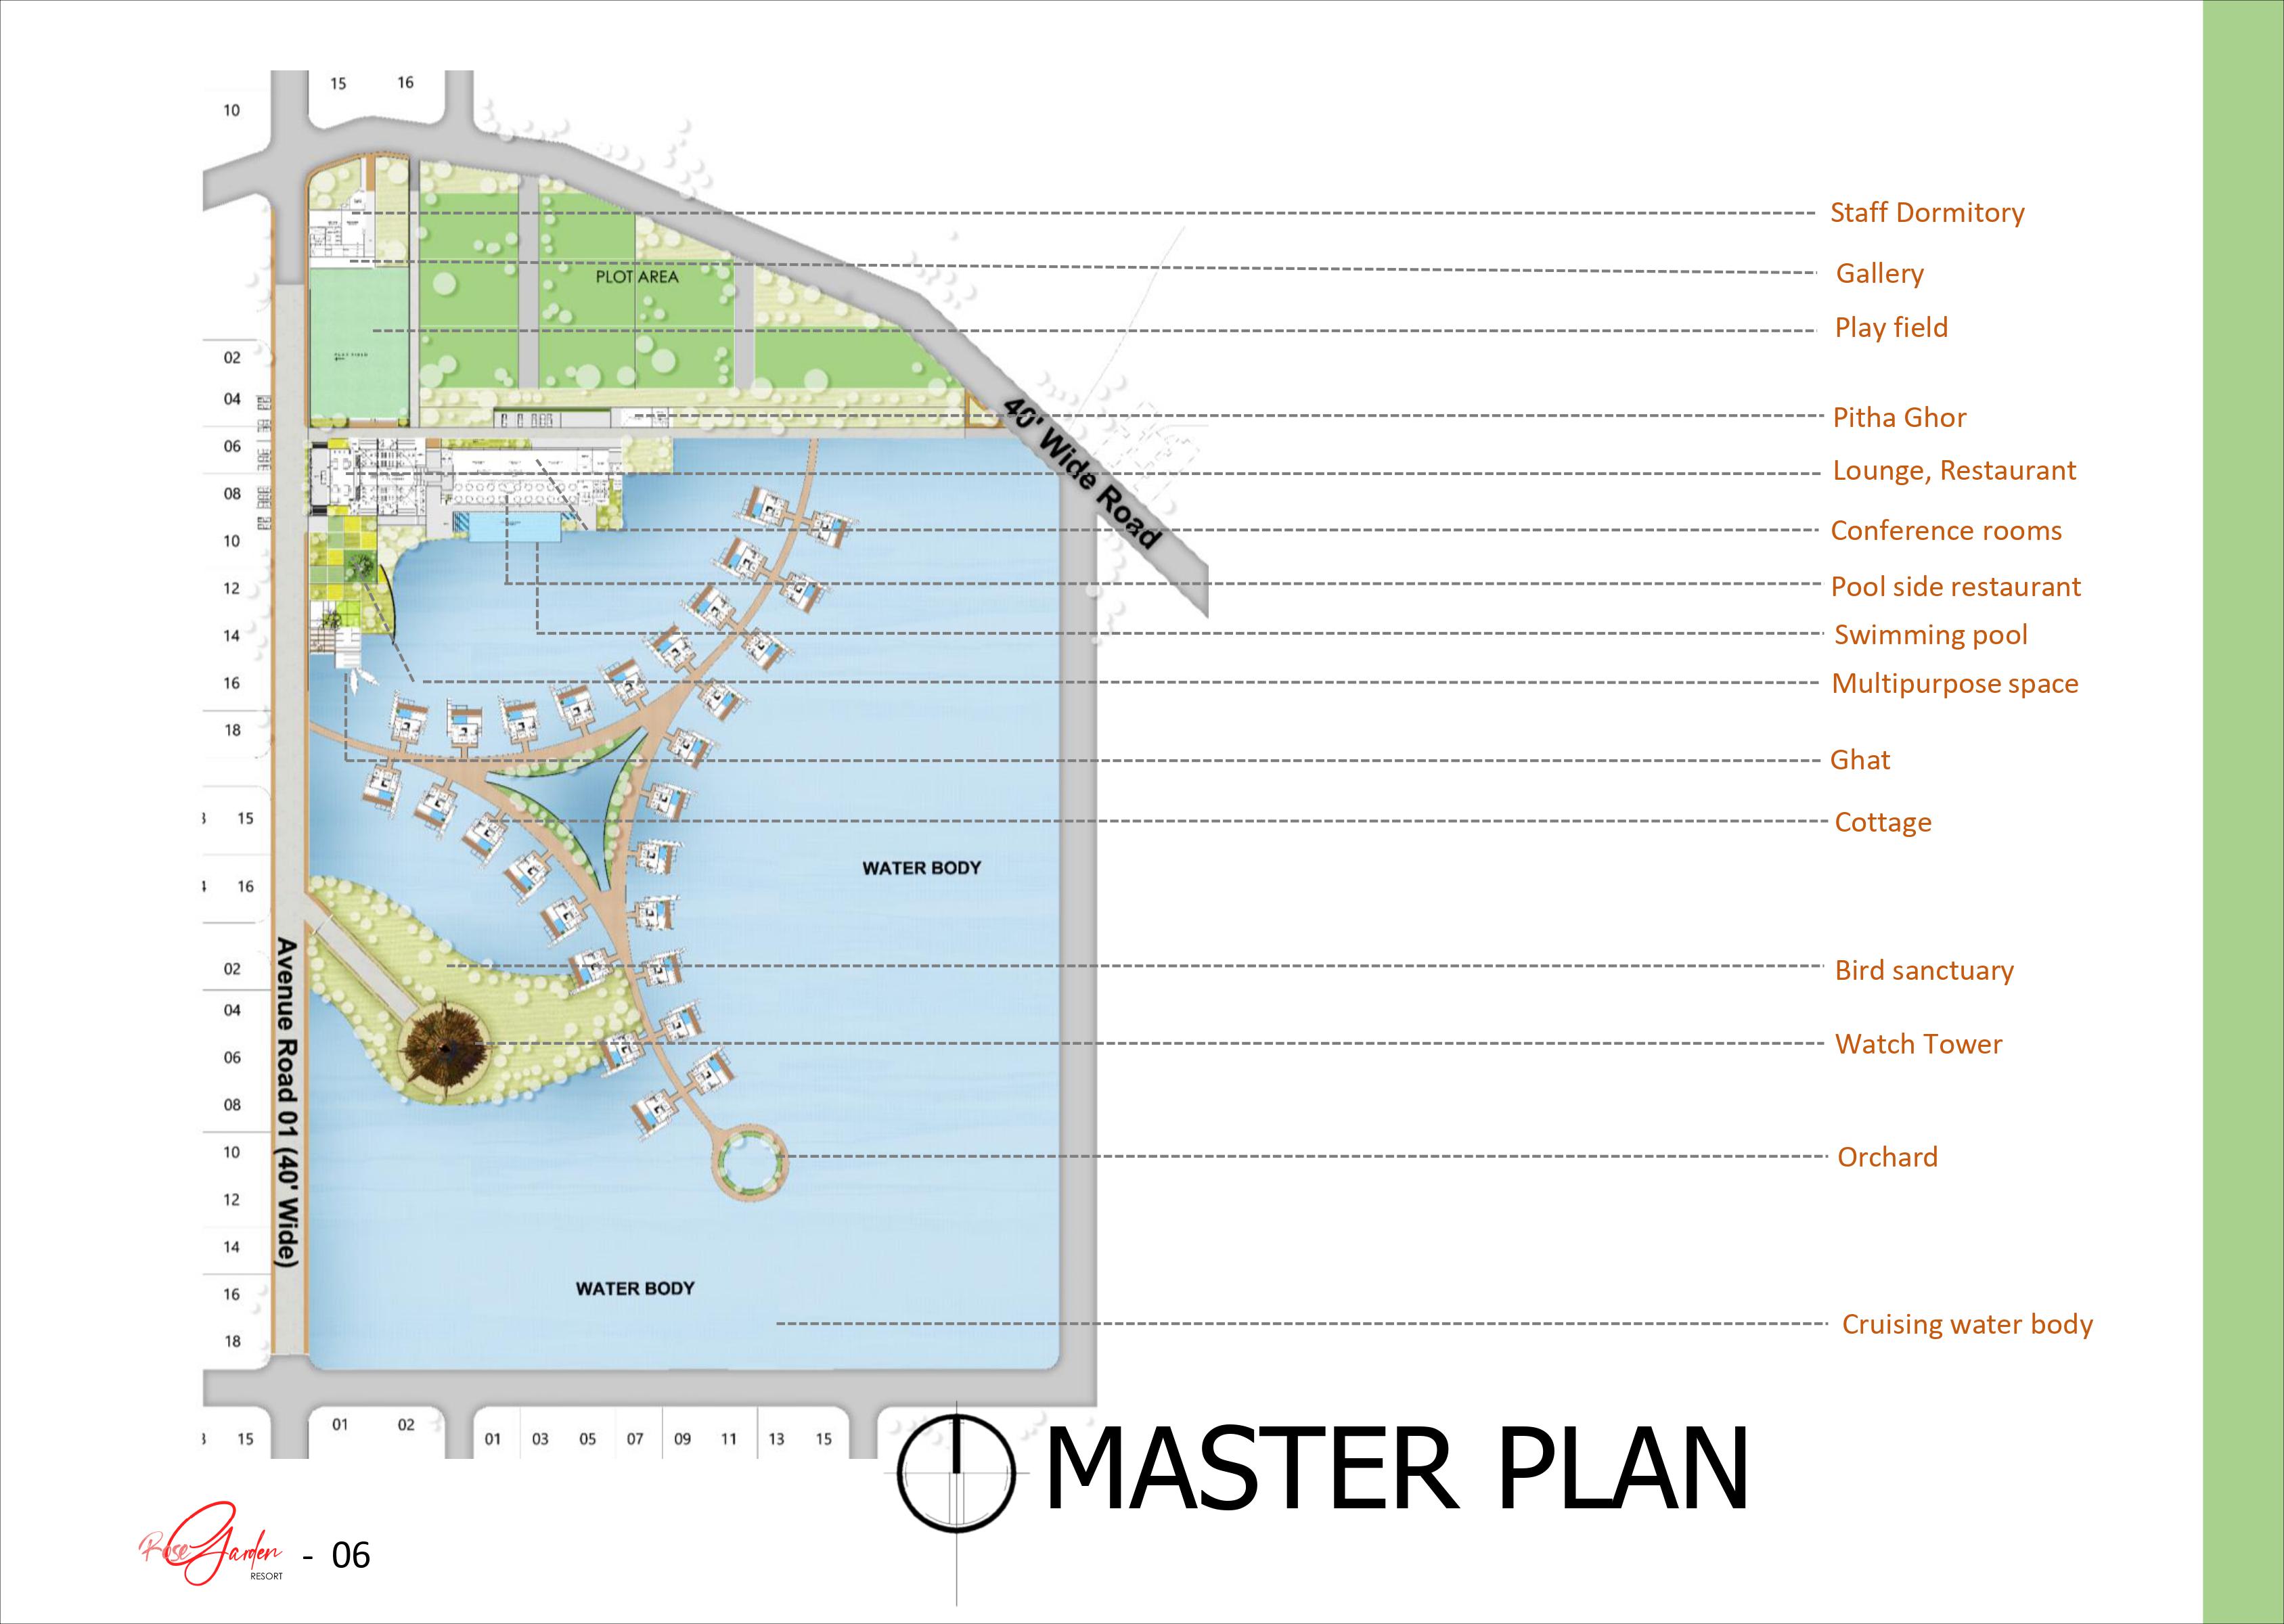 15 16
10
02
04
06
08
10
12
14
16
18
15
16
02
04
06
08
10
12
14
16
18
15
01 02
01 03 05 07 09 11 13 15
PLOT AREA
PLAY FIELD
40' Wide Road
Avenue Road 01 (40' Wide)
WATER BODY
WATER BODY
Staff Dormitory
Gallery
Play field
Pitha Ghor
Lounge, Restaurant
Conference rooms
Pool side restaurant
Swimming pool
Multipurpose space
Ghat
Cottage
Bird sanctuary
Watch Tower
Orchard
Cruising water body
MASTER PLAN
Rose Garden
RESORT
- 06